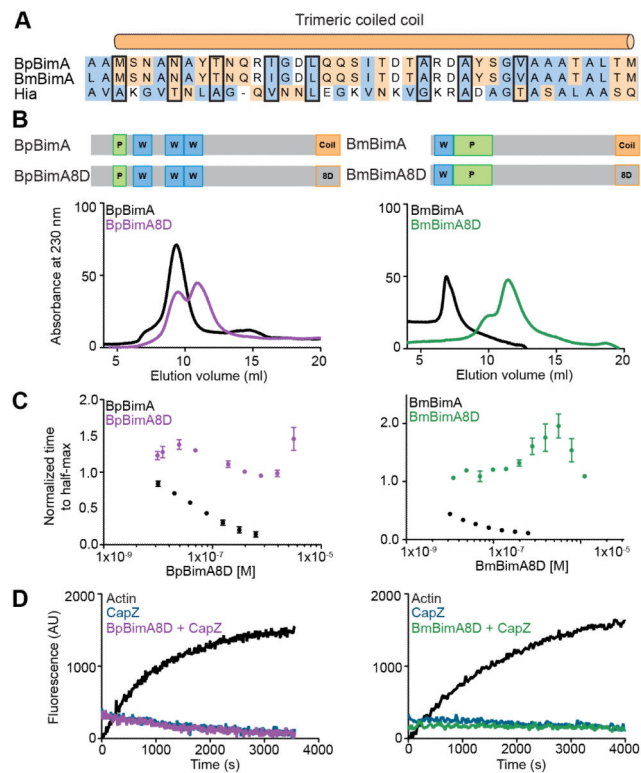 A
Trimeric coiled coil
BpBimA A A M S N A N A Y T N Q R I G D L Q Q S I T D T A R D A Y S G V A A A T A L T M
BmBimA L A M S N A N A Y T N Q R I G D L Q Q S I T D T A R D A Y S G V A A A T A L T M
Hia A V A K G V T N L A G - Q V N N L E G K V N K V G K R A D A G T A S A L A A S Q
B
BpBimA P W W W Coil
BpBimA8D P W W W 8D
BmBimA W P Coil
BmBimA8D W P 8D
BpBimA
BpBimA8D
Absorbance at 230 nm
100
50
0
5 10 15 20
Elution volume (ml)
BmBimA
BmBimA8D
100
50
0
5 10 15 20
Elution volume (ml)
C
BpBimA
BpBimA8D
Normalized time
to half-max
2.0
1.5
1.0
0.5
0.0
1x10-9 1x10-7 1x10-5
BpBimA8D [M]
BmBimA
BmBimA8D
2.0
1.0
0.0
1x10-9 1x10-7 1x10-5
BmBimA8D [M]
D
Actin
CapZ
BpBimA8D + CapZ
Fluorescence (AU)
2000
1000
0
0 1000 2000 3000 4000
Time (s)
Actin
CapZ
BmBimA8D + CapZ
2000
1000
0
0 1000 2000 3000 4000
Time (s)